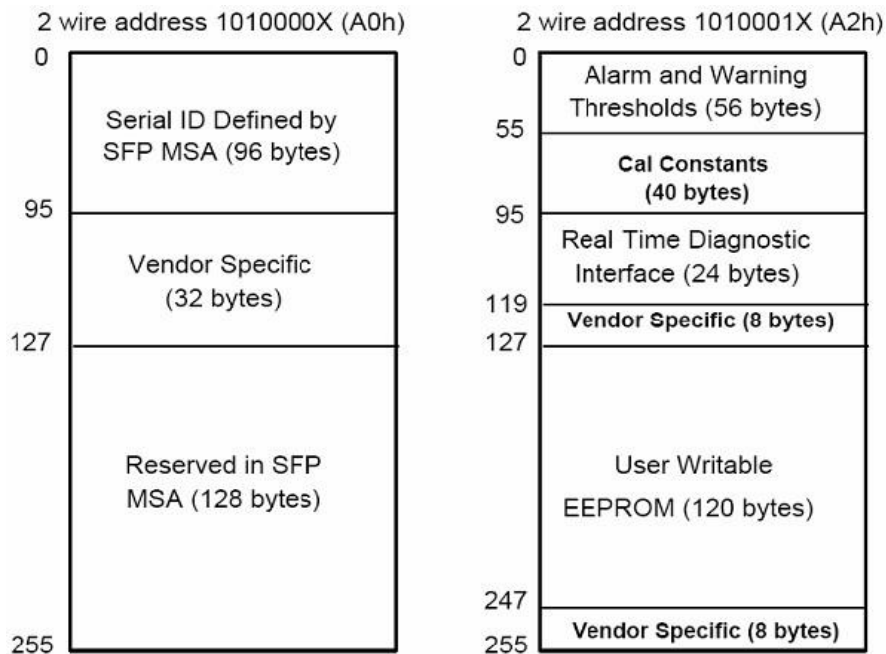 2 wire address 1010000X (A0h)
0
Serial ID Defined by
SFP MSA (96 bytes)
95
Vendor Specific
(32 bytes)
127
Reserved in SFP
MSA (128 bytes)
255
2 wire address 1010001X (A2h)
0
Alarm and Warning
Thresholds (56 bytes)
55
Cal Constants
(40 bytes)
95
Real Time Diagnostic
Interface (24 bytes)
119
Vendor Specific (8 bytes)
127
User Writable
EEPROM (120 bytes)
247
Vendor Specific (8 bytes)
255